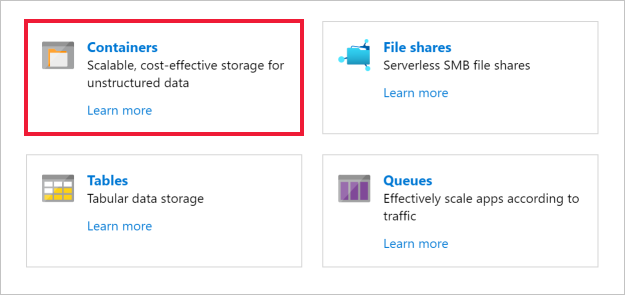 Containers
Scalable, cost-effective storage for
unstructured data
Learn more
File shares
Serverless SMB file shares
Learn more
Tables
Tabular data storage
Learn more
Queues
Effectively scale apps according to
traffic
Learn more